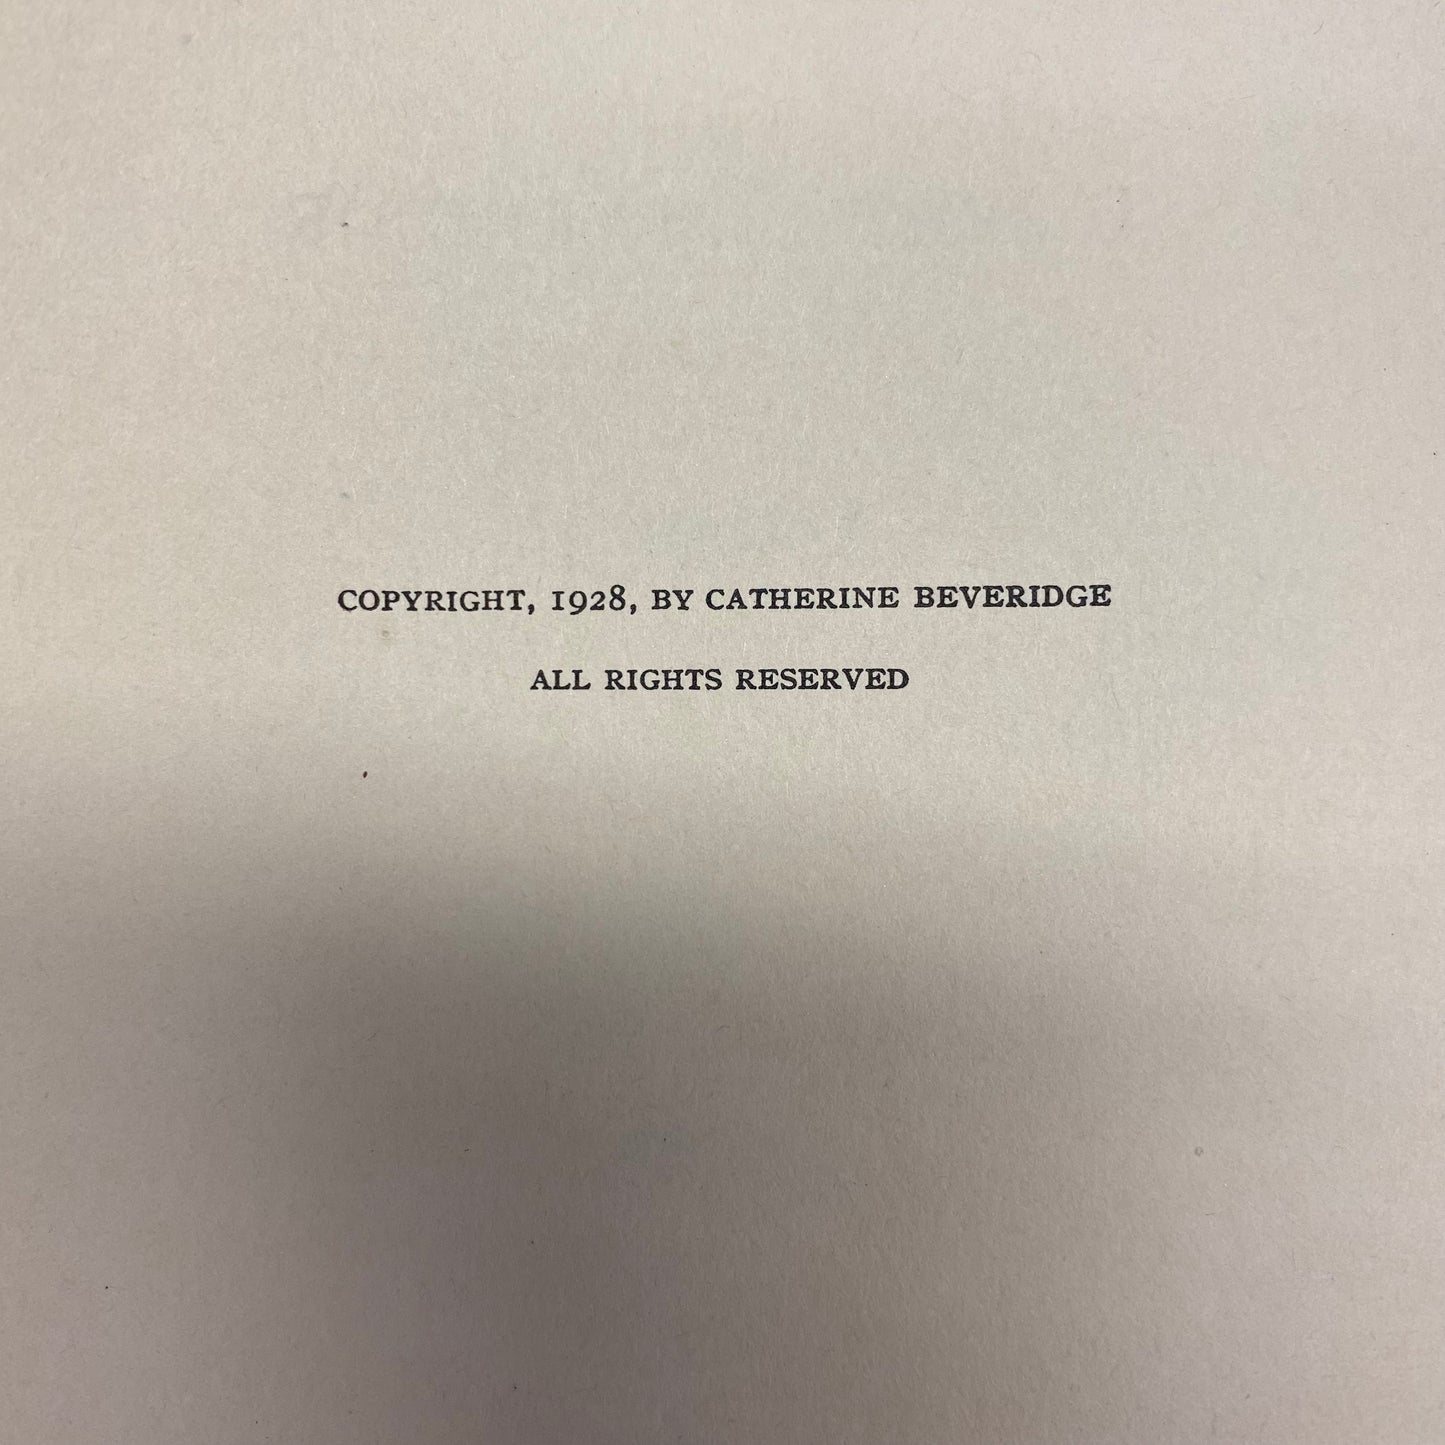 COPYRIGHT, 1928, BY CATHERINE BEVERIDGE
ALL RIGHTS RESERVED